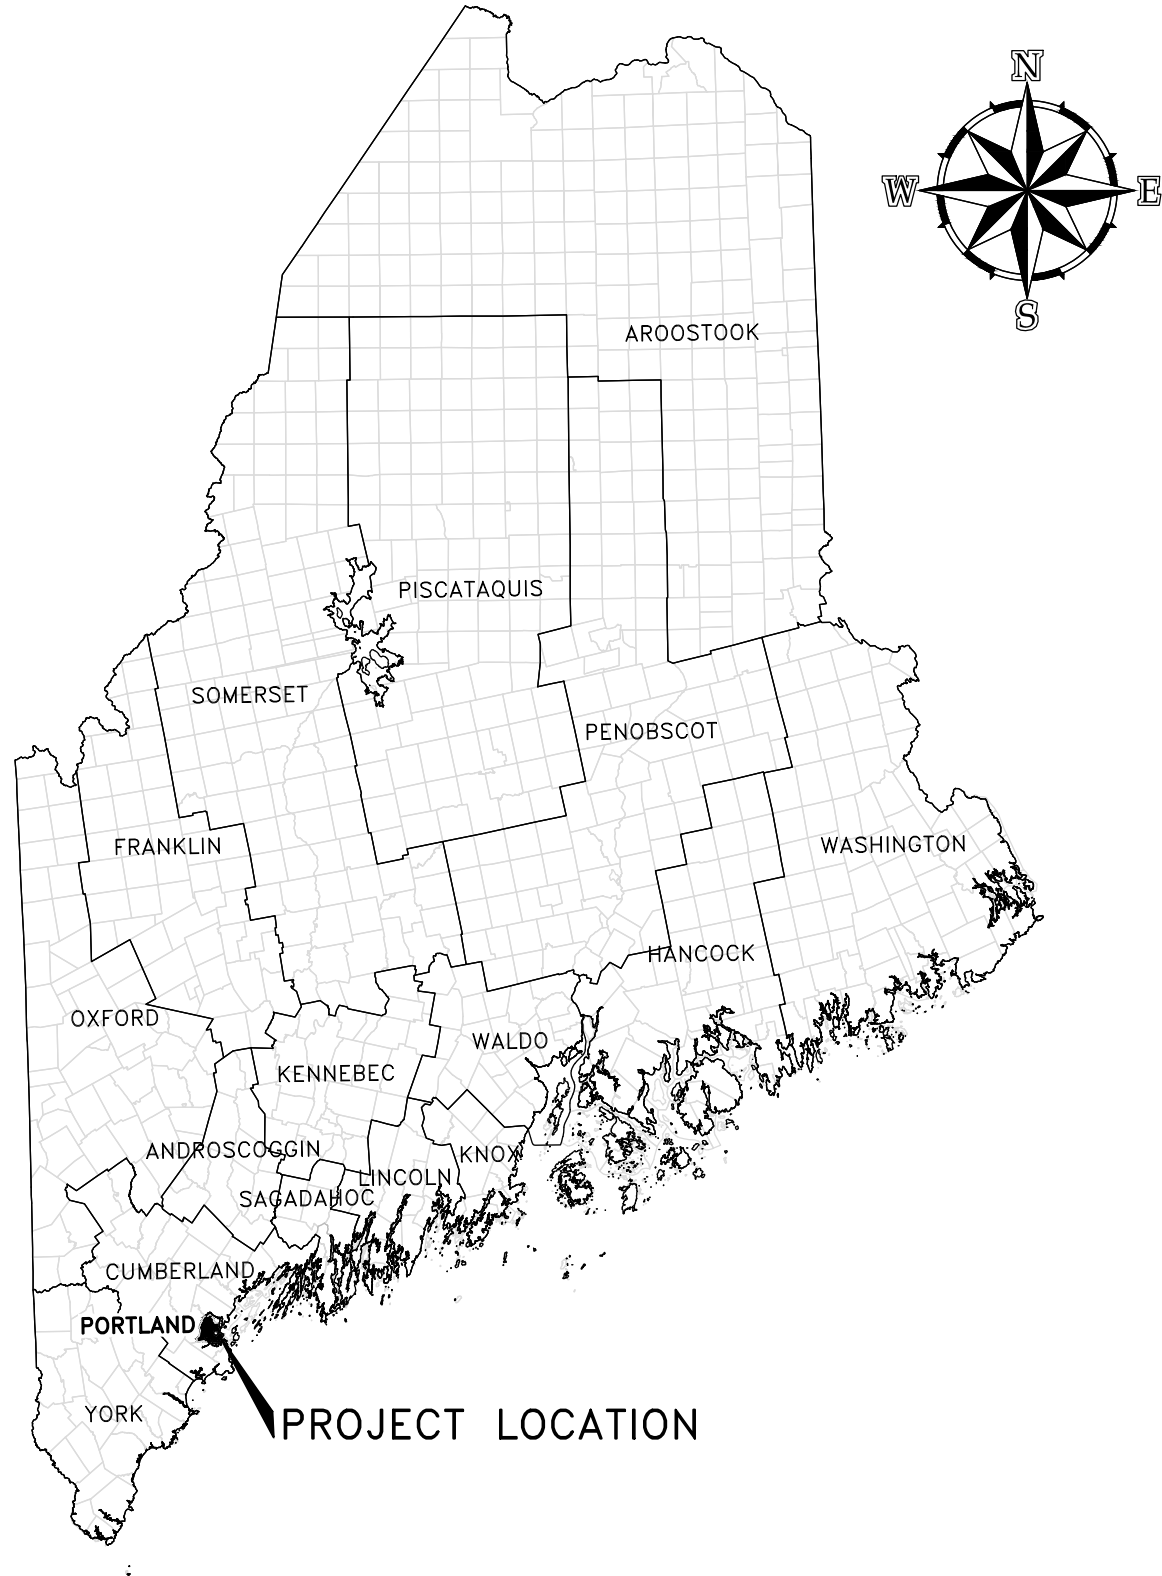 N
W
E
S
AROOSTOOK
PISCATAQUIS
SOMERSET
PENOBSCOT
FRANKLIN
WASHINGTON
HANCOCK
OXFORD
WALDO
KENNEBEC
ANDROSCOGGIN
KNOX
LINCOLN
SAGADAHOC
CUMBERLAND
PORTLAND
YORK
PROJECT LOCATION